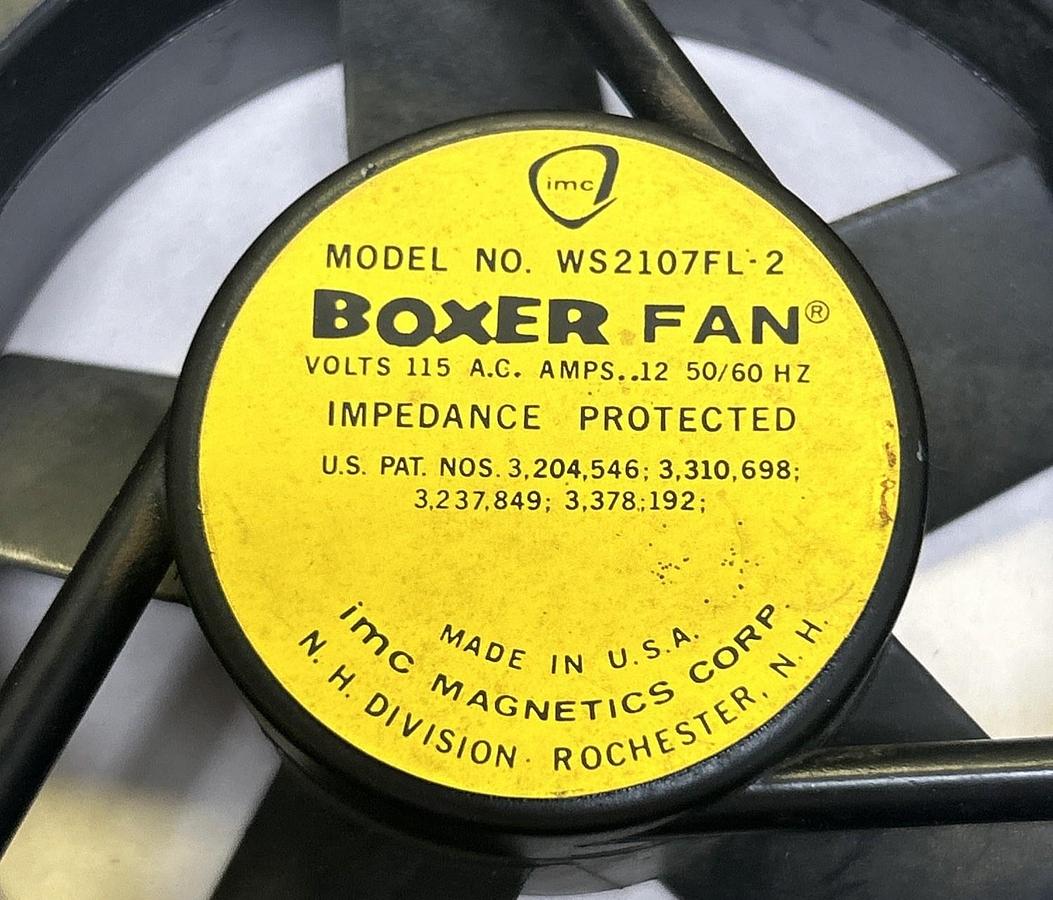 imc
MODEL NO. WS2107FL-2
BOXER FAN®
VOLTS 115 A.C. AMPS..12 50/60 HZ
IMPEDANCE PROTECTED
U.S. PAT. NOS. 3,204,546; 3,310,698;
3,237,849; 3,378,192;
MADE IN U.S.A.
imc MAGNETICS CORP.
N. H. DIVISION · ROCHESTER, N. H.